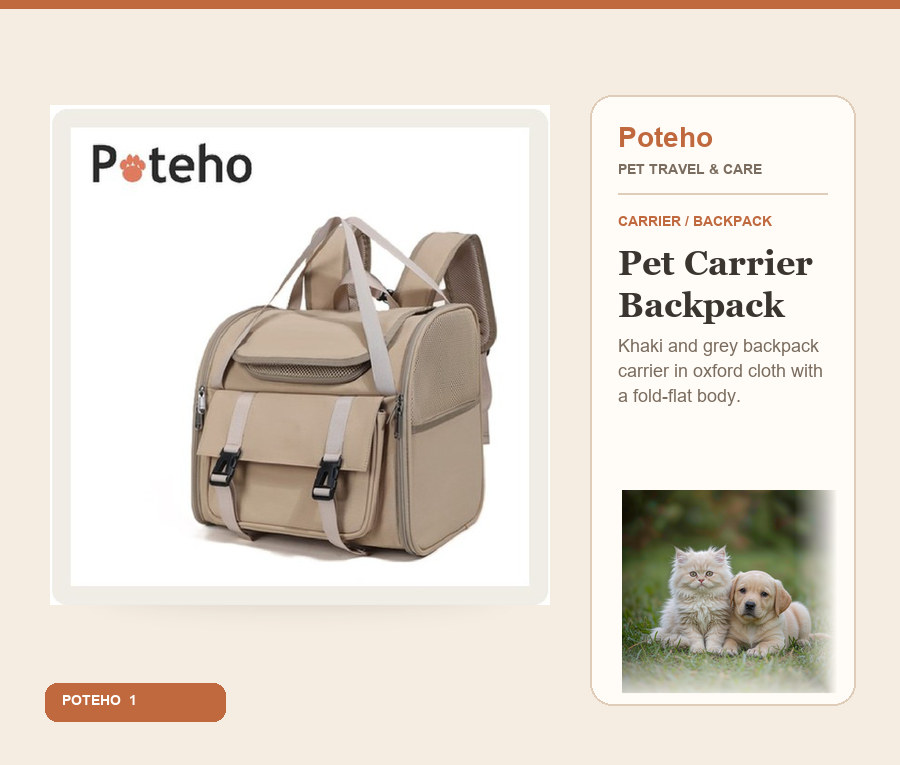 Poteho
Poteho
PET TRAVEL & CARE
CARRIER / BACKPACK
Pet Carrier
Backpack
Khaki and grey backpack
carrier in oxford cloth with
a fold-flat body.
POTEHO 1